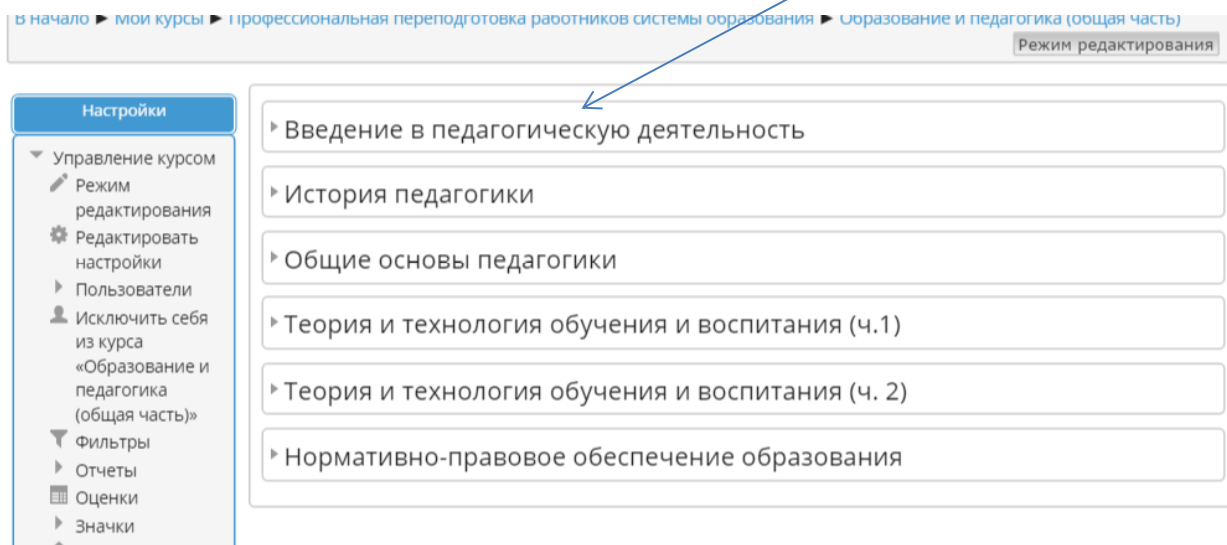 В начало ► Мои курсы ► Профессиональная переподготовка работников системы образования ► Образование и педагогика (общая часть)
Режим редактирования
Настройки
Управление курсом
Режим
редактирования
Редактировать
настройки
Пользователи
Исключить себя
из курса
«Образование и
педагогика
(общая часть)»
Фильтры
Отчеты
Оценки
Значки
Введение в педагогическую деятельность
История педагогики
Общие основы педагогики
Теория и технология обучения и воспитания (ч.1)
Теория и технология обучения и воспитания (ч. 2)
Нормативно-правовое обеспечение образования